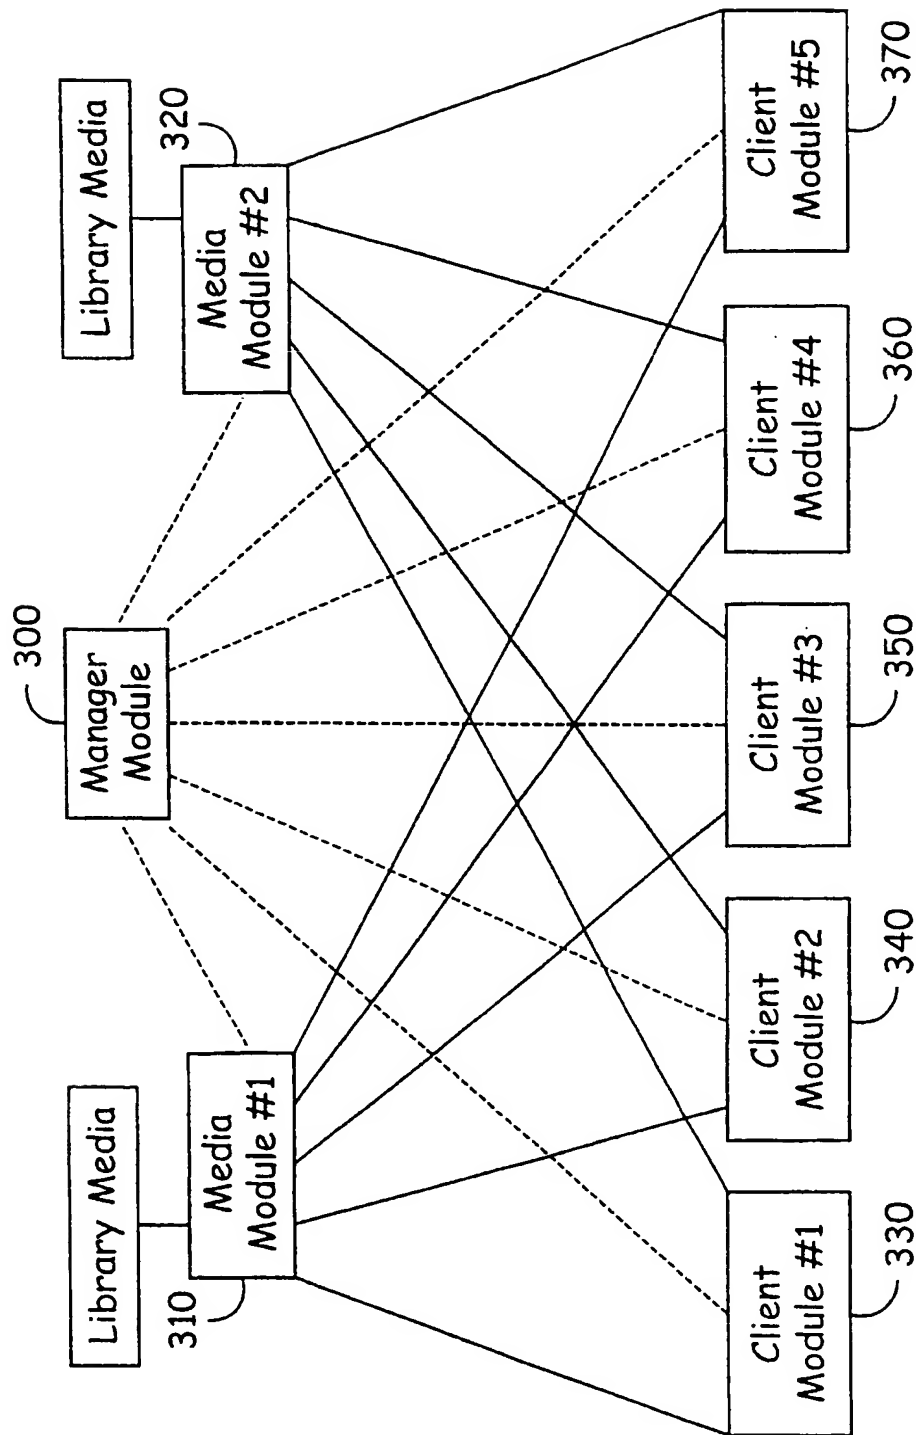 300
Manager
Module
Library Media
Library Media
310
Media
Module #1
320
Media
Module #2
Client
Module #1
Client
Module #2
Client
Module #3
Client
Module #4
Client
Module #5
330
340
350
360
370